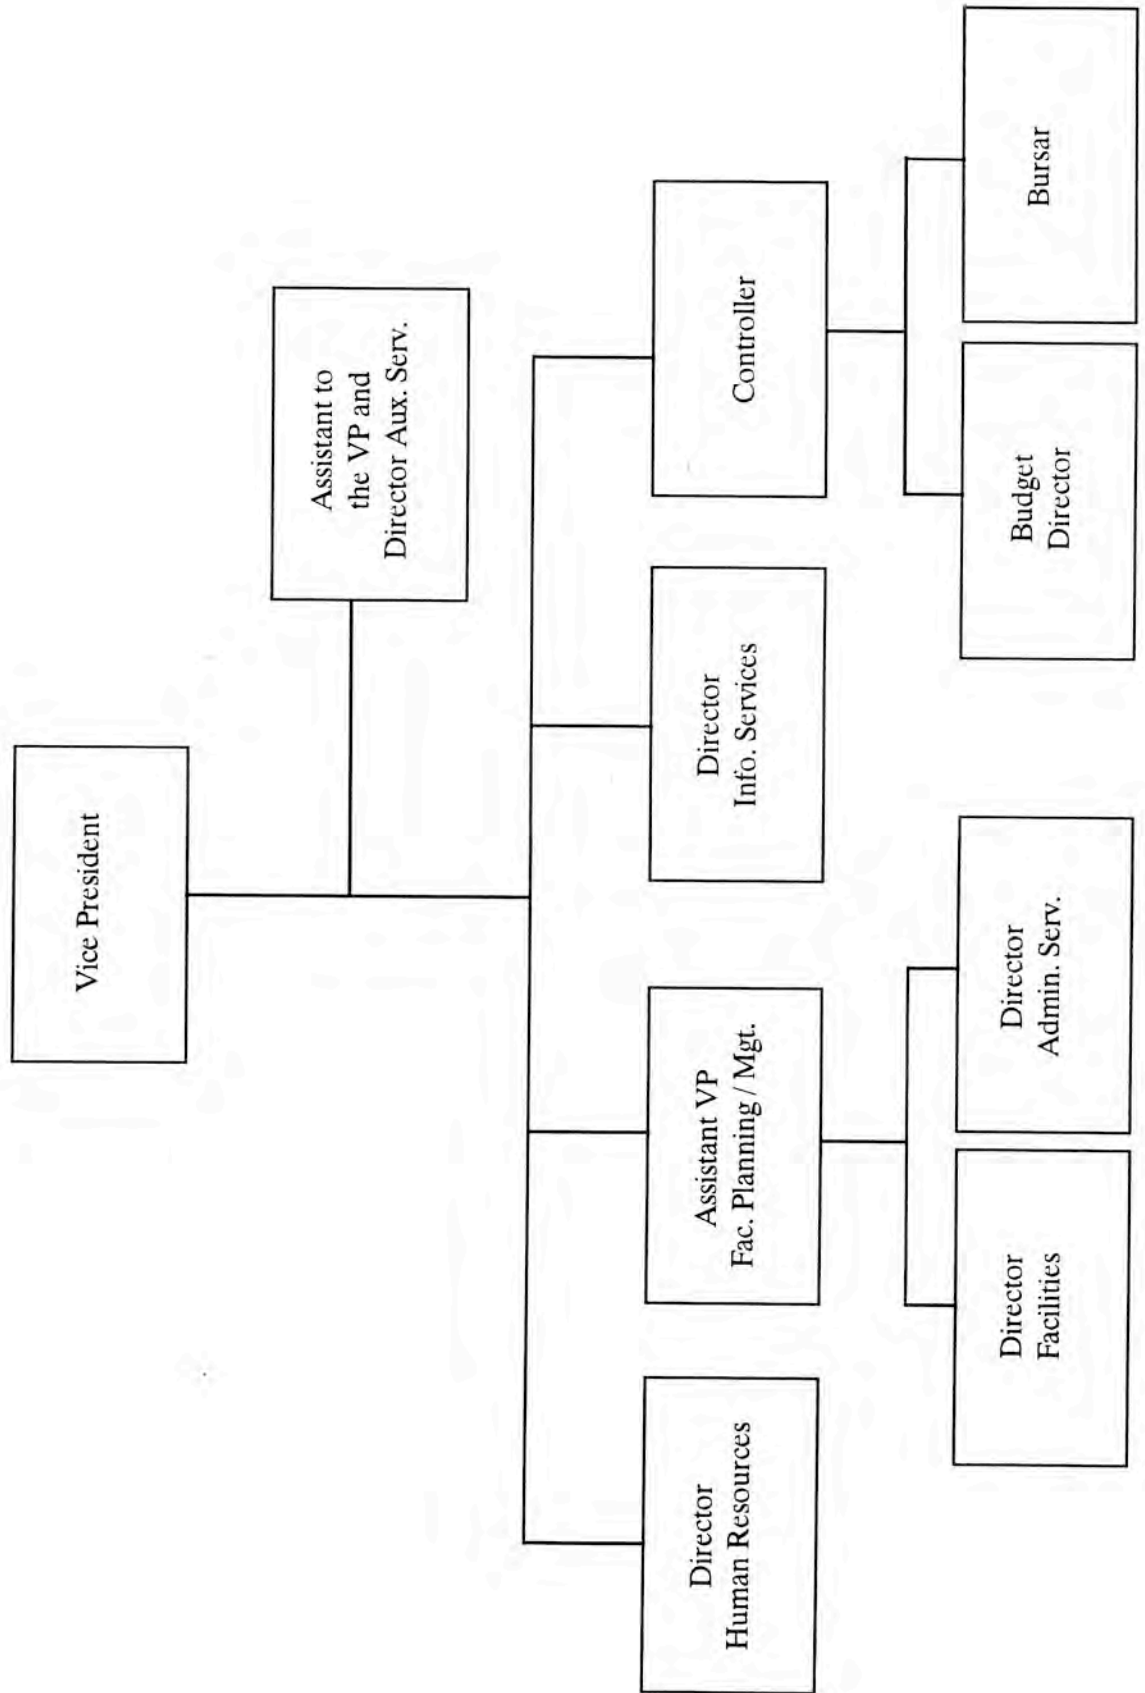 Vice President
Assistant to
the VP and
Director Aux. Serv.
Director
Human Resources
Assistant VP
Fac. Planning / Mgt.
Director
Info. Services
Controller
Director
Facilities
Director
Admin. Serv.
Budget
Director
Bursar